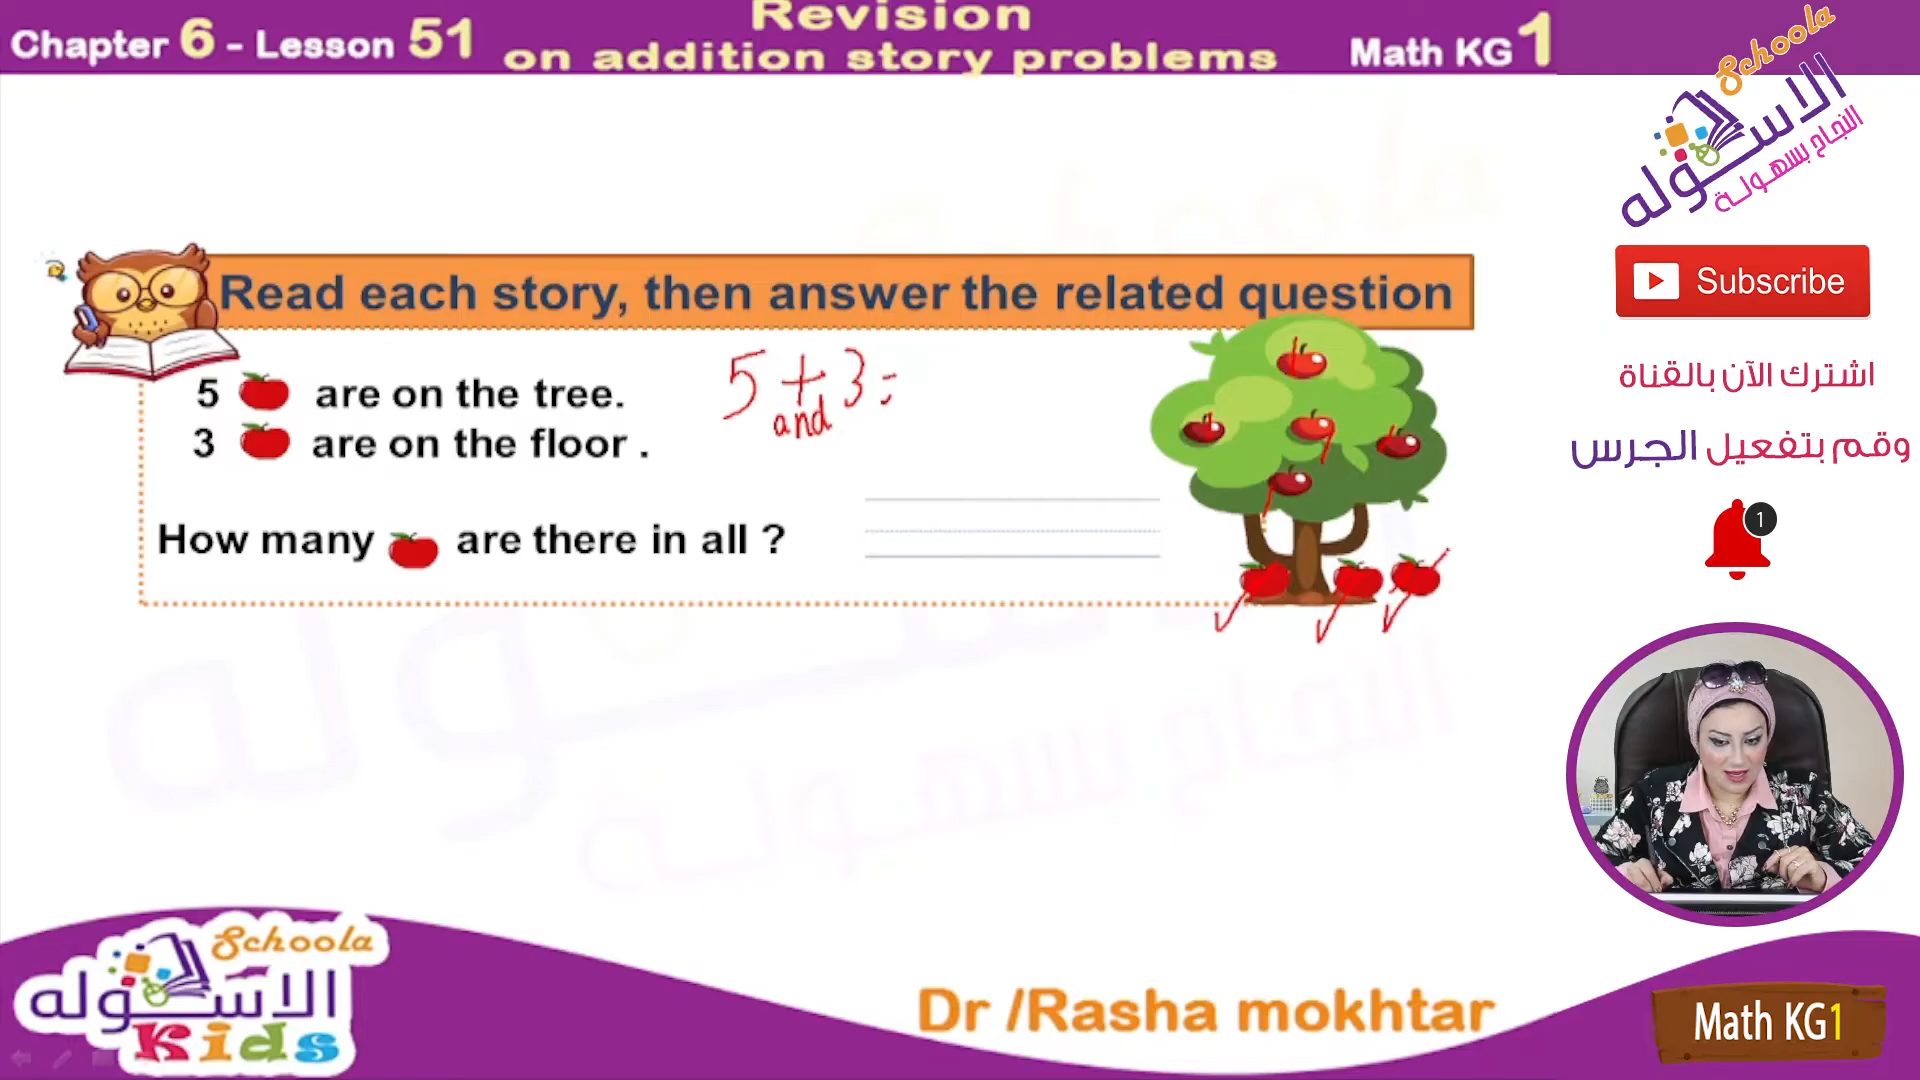 Chapter 6 - Lesson 51
Revision
on addition story problems
Math KG 1
Schoola
الاسكوله
النجاح بسهولة
Subscribe
اشترك الآن بالقناة
وقم بتفعيل الجرس
1
Read each story, then answer the related question
5 are on the tree.
5 + 3 =
and
3 are on the floor .
How many are there in all ?
Schoola
الاسكوله
Kids
Dr /Rasha mokhtar
Math KG1